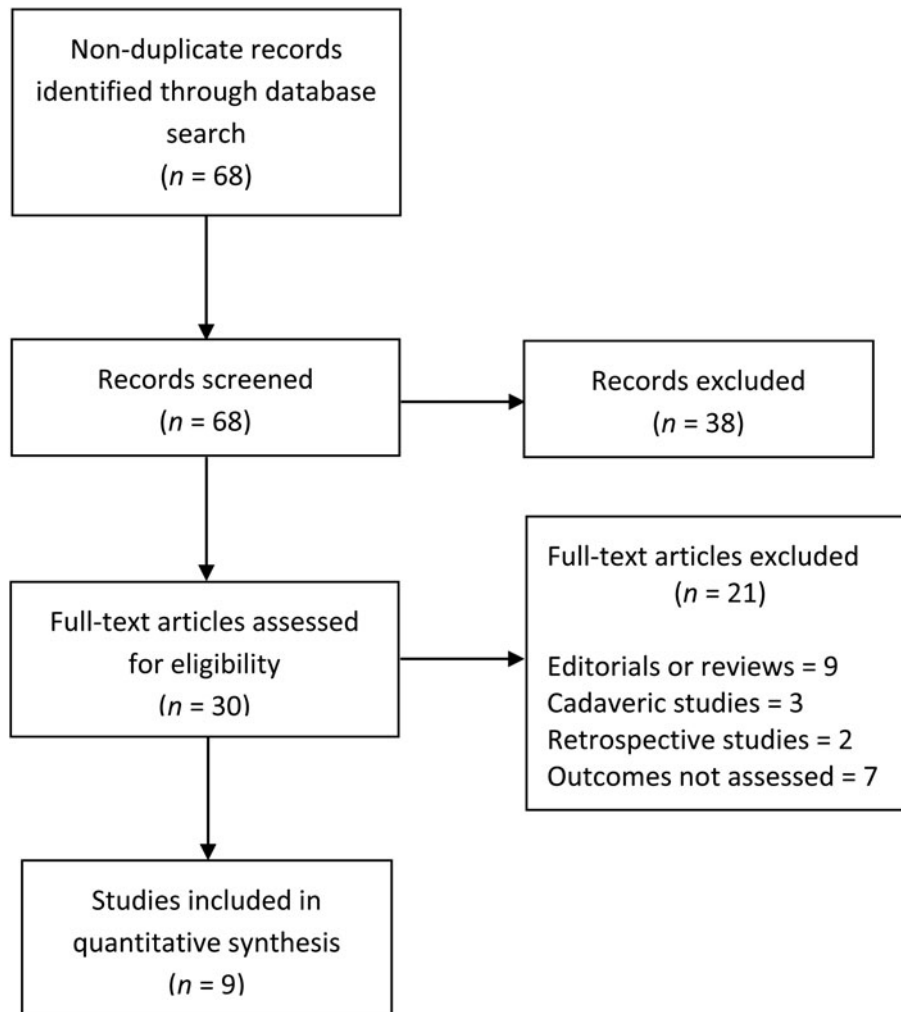 Non-duplicate records
identified through database
search
(n = 68)
Records screened
(n = 68)
Records excluded
(n = 38)
Full-text articles assessed
for eligibility
(n = 30)
Full-text articles excluded
(n = 21)
Editorials or reviews = 9
Cadaveric studies = 3
Retrospective studies = 2
Outcomes not assessed = 7
Studies included in
quantitative synthesis
(n = 9)